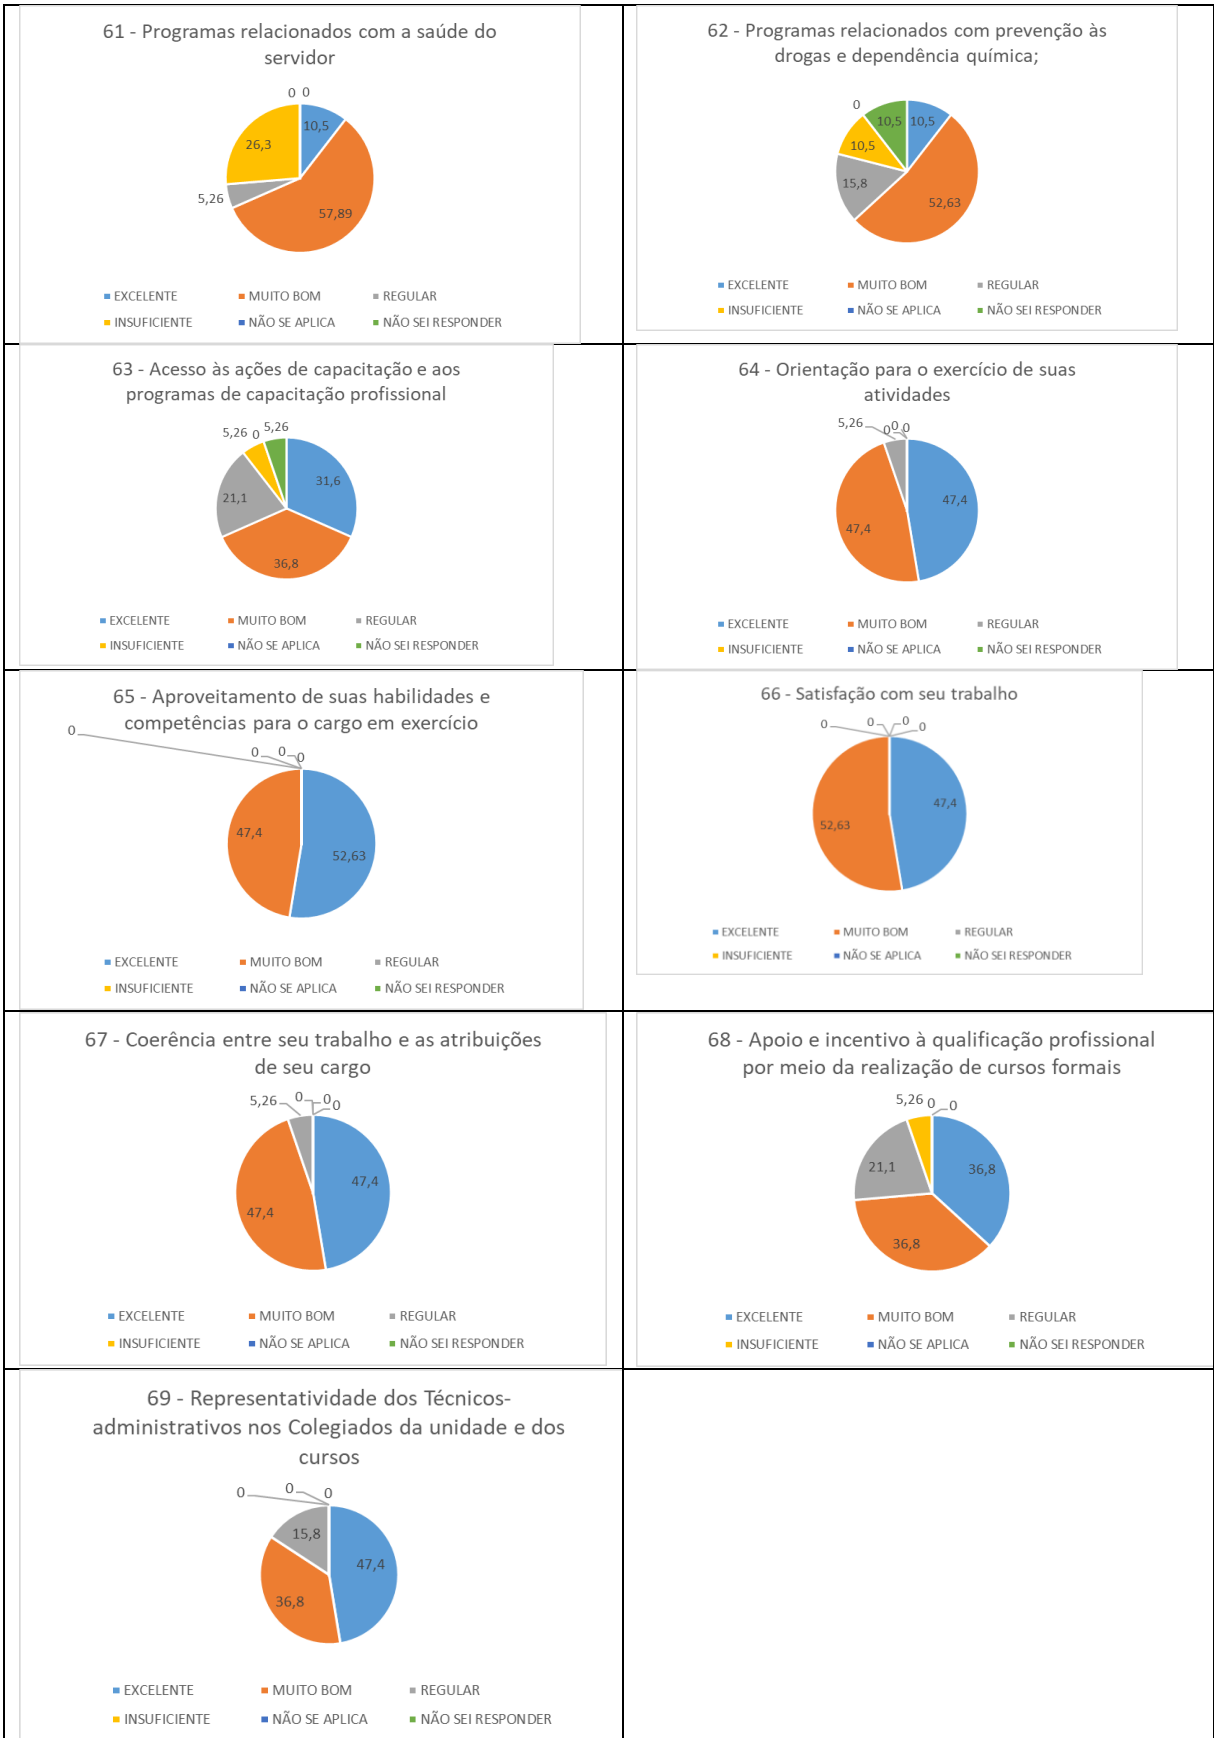 61 - Programas relacionados com a saúde do
servidor
0 0
10,5
26,3
5,26
57,89
EXCELENTE MUITO BOM REGULAR
INSUFICIENTE NÃO SE APLICA NÃO SEI RESPONDER
62 - Programas relacionados com prevenção às
drogas e dependência química;
0
10,5 10,5
10,5
15,8
52,63
EXCELENTE MUITO BOM REGULAR
INSUFICIENTE NÃO SE APLICA NÃO SEI RESPONDER
63 - Acesso às ações de capacitação e aos
programas de capacitação profissional
5,26 0 5,26
31,6
21,1
36,8
EXCELENTE MUITO BOM REGULAR
INSUFICIENTE NÃO SE APLICA NÃO SEI RESPONDER
64 - Orientação para o exercício de suas
atividades
5,26 0 0 0
47,4
47,4
EXCELENTE MUITO BOM REGULAR
INSUFICIENTE NÃO SE APLICA NÃO SEI RESPONDER
65 - Aproveitamento de suas habilidades e
competências para o cargo em exercício
0
0 0 0
47,4
52,63
EXCELENTE MUITO BOM REGULAR
INSUFICIENTE NÃO SE APLICA NÃO SEI RESPONDER
66 - Satisfação com seu trabalho
0 0 0 0
47,4
52,63
EXCELENTE MUITO BOM REGULAR
INSUFICIENTE NÃO SE APLICA NÃO SEI RESPONDER
67 - Coerência entre seu trabalho e as atribuições
de seu cargo
5,26 0 0 0
47,4
47,4
EXCELENTE MUITO BOM REGULAR
INSUFICIENTE NÃO SE APLICA NÃO SEI RESPONDER
68 - Apoio e incentivo à qualificação profissional
por meio da realização de cursos formais
5,26 0 0
21,1 36,8
36,8
EXCELENTE MUITO BOM REGULAR
INSUFICIENTE NÃO SE APLICA NÃO SEI RESPONDER
69 - Representatividade dos Técnicos-
administrativos nos Colegiados da unidade e dos
cursos
0 0 0
15,8
47,4
36,8
EXCELENTE MUITO BOM REGULAR
INSUFICIENTE NÃO SE APLICA NÃO SEI RESPONDER